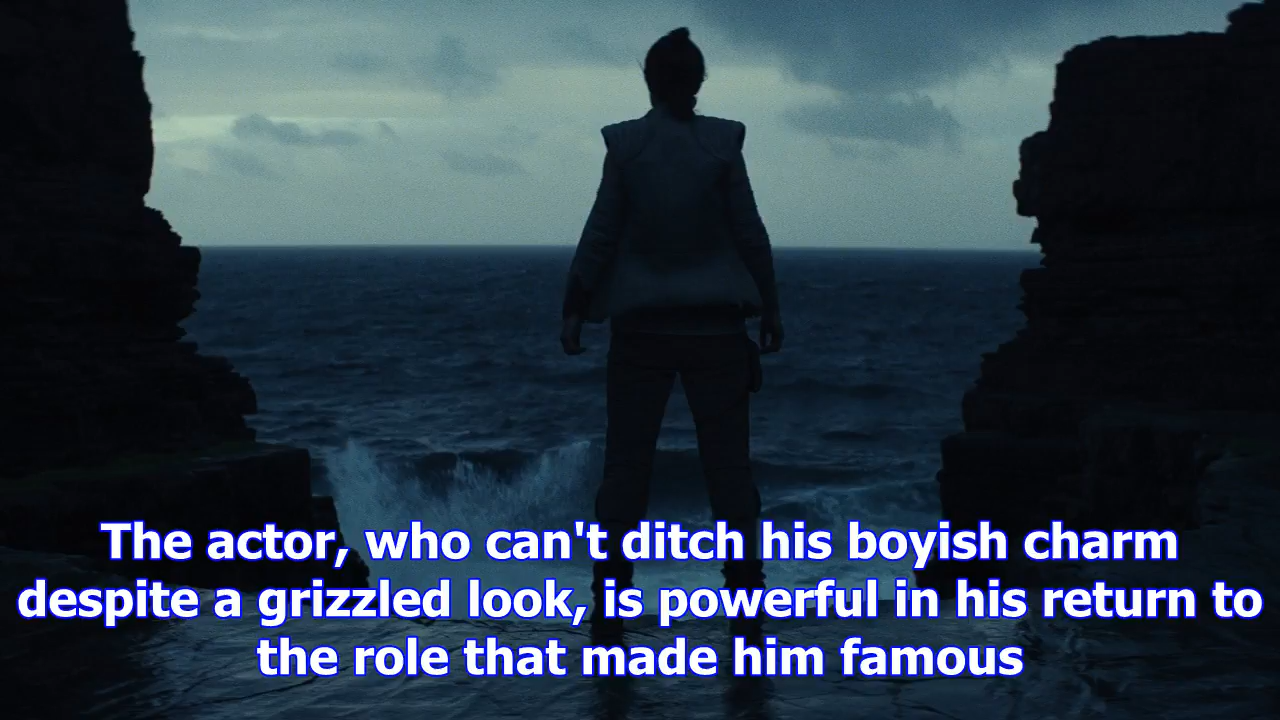 The actor, who can't ditch his boyish charm
despite a grizzled look, is powerful in his return to
the role that made him famous